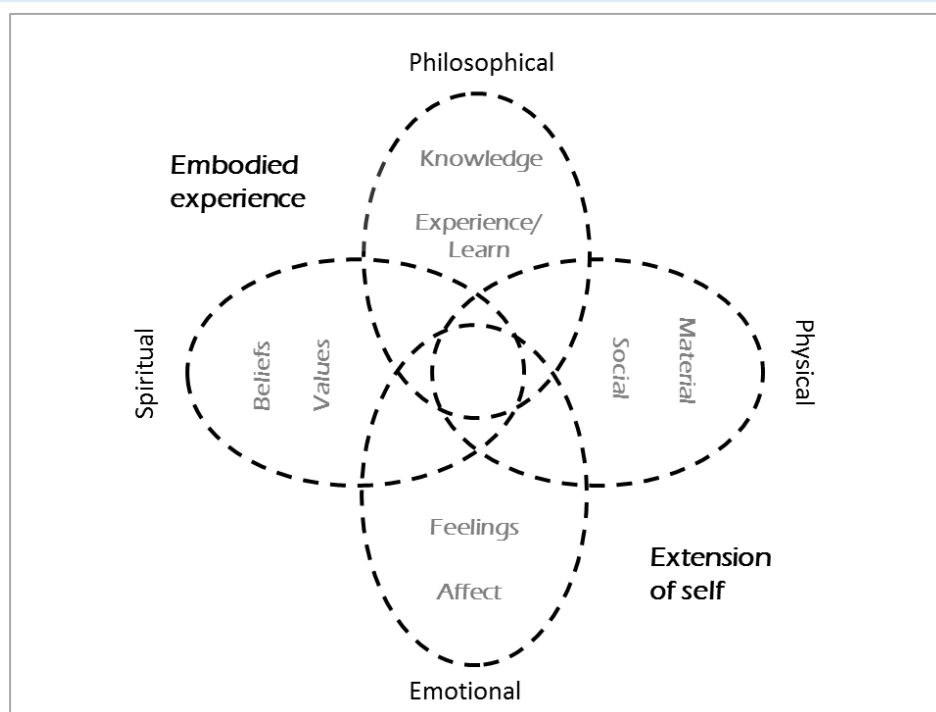 Philosophical
Embodied
experience
Knowledge
Experience/
Learn
Spiritual
Beliefs
Values
Social
Material
Physical
Feelings
Affect
Extension
of self
Emotional